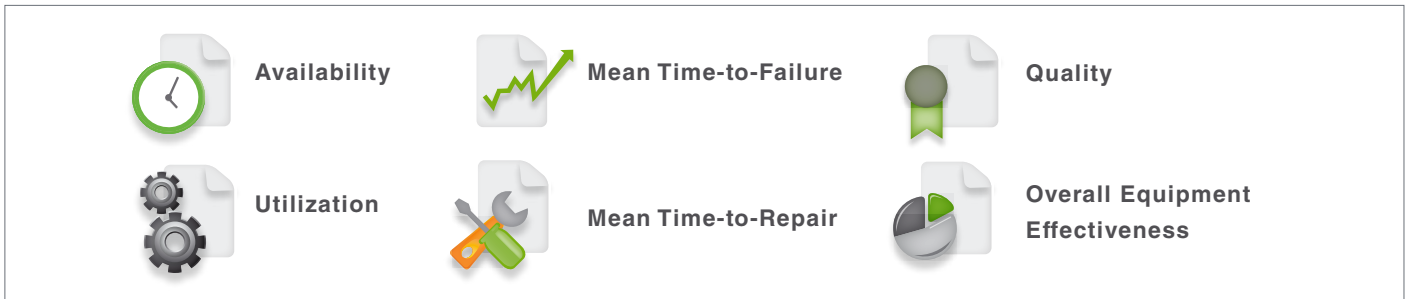 Availability
Mean Time-to-Failure
Quality
Utilization
Mean Time-to-Repair
Overall Equipment
Effectiveness